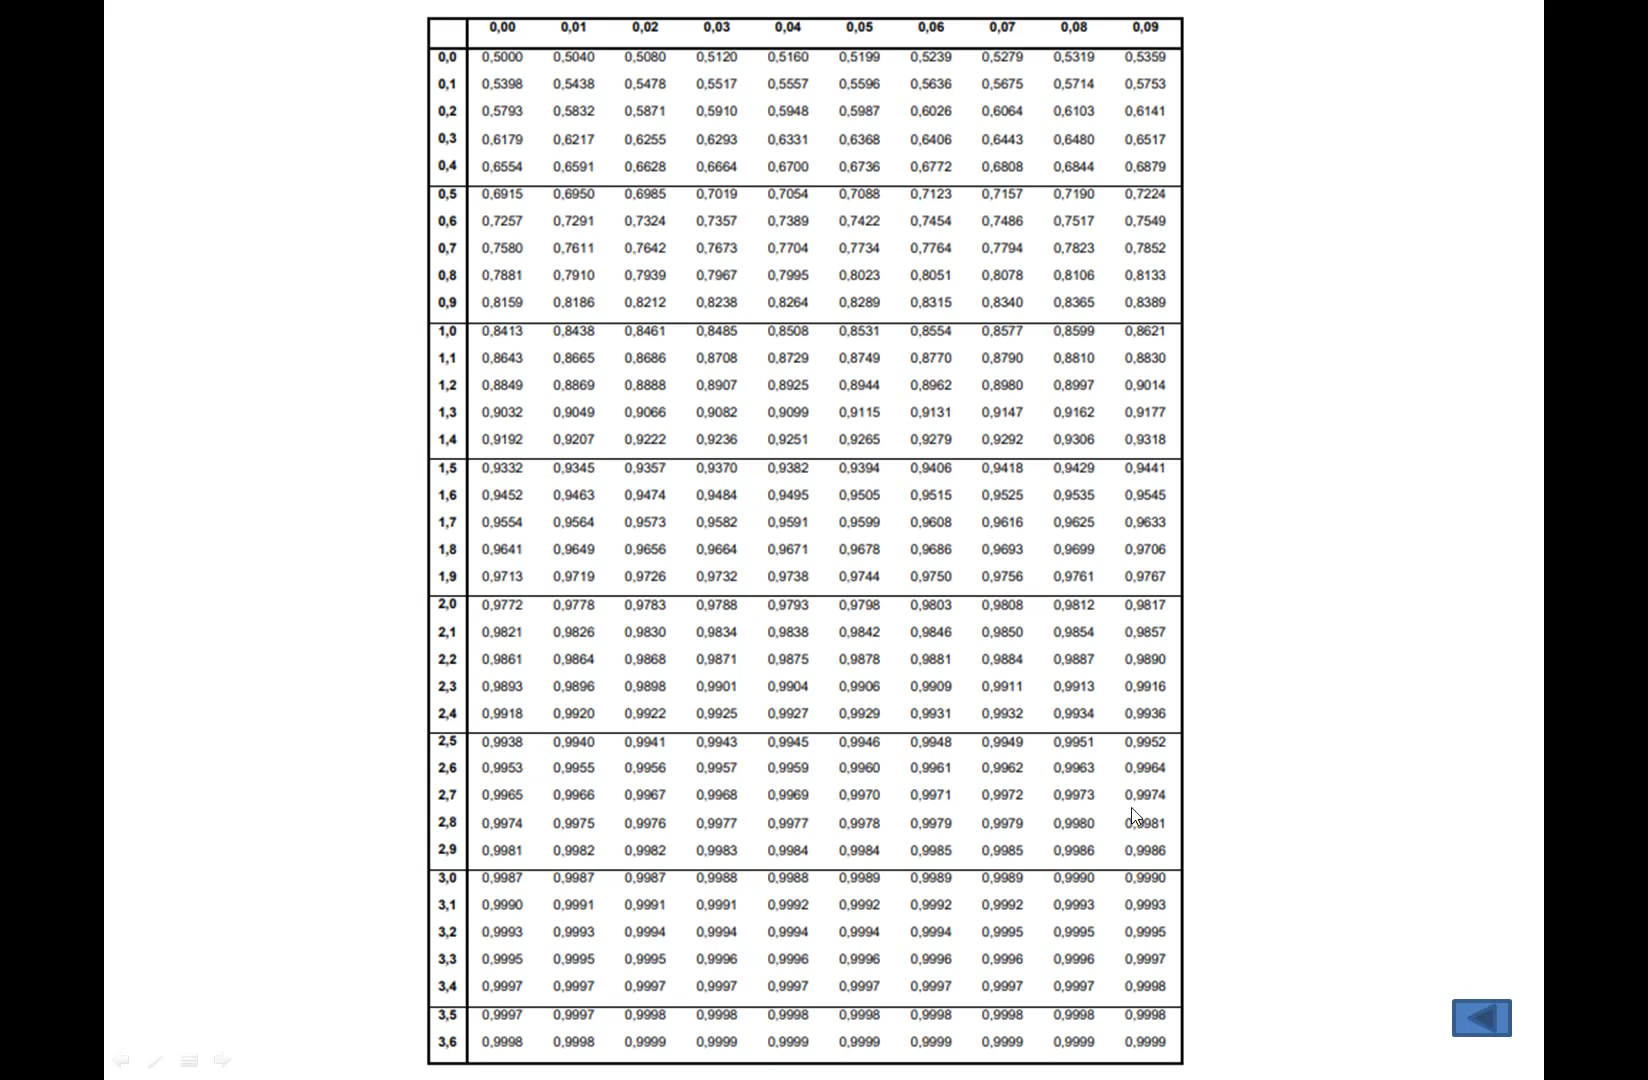 0,00 0,01 0,02 0,03 0,04 0,05 0,06 0,07 0,08 0,09
0,0 0,5000 0,5040 0,5080 0,5120 0,5160 0,5199 0,5239 0,5279 0,5319 0,5359
0,1 0,5398 0,5438 0,5478 0,5517 0,5557 0,5596 0,5636 0,5675 0,5714 0,5753
0,2 0,5793 0,5832 0,5871 0,5910 0,5948 0,5987 0,6026 0,6064 0,6103 0,6141
0,3 0,6179 0,6217 0,6255 0,6293 0,6331 0,6368 0,6406 0,6443 0,6480 0,6517
0,4 0,6554 0,6591 0,6628 0,6664 0,6700 0,6736 0,6772 0,6808 0,6844 0,6879
0,5 0,6915 0,6950 0,6985 0,7019 0,7054 0,7088 0,7123 0,7157 0,7190 0,7224
0,6 0,7257 0,7291 0,7324 0,7357 0,7389 0,7422 0,7454 0,7486 0,7517 0,7549
0,7 0,7580 0,7611 0,7642 0,7673 0,7704 0,7734 0,7764 0,7794 0,7823 0,7852
0,8 0,7881 0,7910 0,7939 0,7967 0,7995 0,8023 0,8051 0,8078 0,8106 0,8133
0,9 0,8159 0,8186 0,8212 0,8238 0,8264 0,8289 0,8315 0,8340 0,8365 0,8389
1,0 0,8413 0,8438 0,8461 0,8485 0,8508 0,8531 0,8554 0,8577 0,8599 0,8621
1,1 0,8643 0,8665 0,8686 0,8708 0,8729 0,8749 0,8770 0,8790 0,8810 0,8830
1,2 0,8849 0,8869 0,8888 0,8907 0,8925 0,8944 0,8962 0,8980 0,8997 0,9014
1,3 0,9032 0,9049 0,9066 0,9082 0,9099 0,9115 0,9131 0,9147 0,9162 0,9177
1,4 0,9192 0,9207 0,9222 0,9236 0,9251 0,9265 0,9279 0,9292 0,9306 0,9318
1,5 0,9332 0,9345 0,9357 0,9370 0,9382 0,9394 0,9406 0,9418 0,9429 0,9441
1,6 0,9452 0,9463 0,9474 0,9484 0,9495 0,9505 0,9515 0,9525 0,9535 0,9545
1,7 0,9554 0,9564 0,9573 0,9582 0,9591 0,9599 0,9608 0,9616 0,9625 0,9633
1,8 0,9641 0,9649 0,9656 0,9664 0,9671 0,9678 0,9686 0,9693 0,9699 0,9706
1,9 0,9713 0,9719 0,9726 0,9732 0,9738 0,9744 0,9750 0,9756 0,9761 0,9767
2,0 0,9772 0,9778 0,9783 0,9788 0,9793 0,9798 0,9803 0,9808 0,9812 0,9817
2,1 0,9821 0,9826 0,9830 0,9834 0,9838 0,9842 0,9846 0,9850 0,9854 0,9857
2,2 0,9861 0,9864 0,9868 0,9871 0,9875 0,9878 0,9881 0,9884 0,9887 0,9890
2,3 0,9893 0,9896 0,9898 0,9901 0,9904 0,9906 0,9909 0,9911 0,9913 0,9916
2,4 0,9918 0,9920 0,9922 0,9925 0,9927 0,9929 0,9931 0,9932 0,9934 0,9936
2,5 0,9938 0,9940 0,9941 0,9943 0,9945 0,9946 0,9948 0,9949 0,9951 0,9952
2,6 0,9953 0,9955 0,9956 0,9957 0,9959 0,9960 0,9961 0,9962 0,9963 0,9964
2,7 0,9965 0,9966 0,9967 0,9968 0,9969 0,9970 0,9971 0,9972 0,9973 0,9974
2,8 0,9974 0,9975 0,9976 0,9977 0,9977 0,9978 0,9979 0,9979 0,9980 0,9981
2,9 0,9981 0,9982 0,9982 0,9983 0,9984 0,9984 0,9985 0,9985 0,9986 0,9986
3,0 0,9987 0,9987 0,9987 0,9988 0,9988 0,9989 0,9989 0,9989 0,9990 0,9990
3,1 0,9990 0,9991 0,9991 0,9991 0,9992 0,9992 0,9992 0,9992 0,9993 0,9993
3,2 0,9993 0,9993 0,9994 0,9994 0,9994 0,9994 0,9994 0,9995 0,9995 0,9995
3,3 0,9995 0,9995 0,9995 0,9996 0,9996 0,9996 0,9996 0,9996 0,9996 0,9997
3,4 0,9997 0,9997 0,9997 0,9997 0,9997 0,9997 0,9997 0,9997 0,9997 0,9998
3,5 0,9997 0,9997 0,9998 0,9998 0,9998 0,9998 0,9998 0,9998 0,9998 0,9998
3,6 0,9998 0,9998 0,9999 0,9999 0,9999 0,9999 0,9999 0,9999 0,9999 0,9999